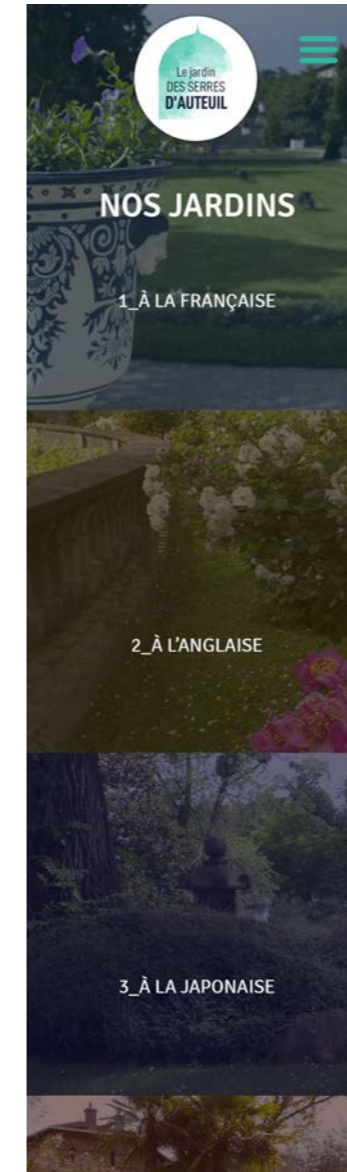 Le jardin
DES SERRES
D'AUTEUIL
NOS JARDINS
1_À LA FRANÇAISE
2_À L'ANGLAISE
3_À LA JAPONAISE